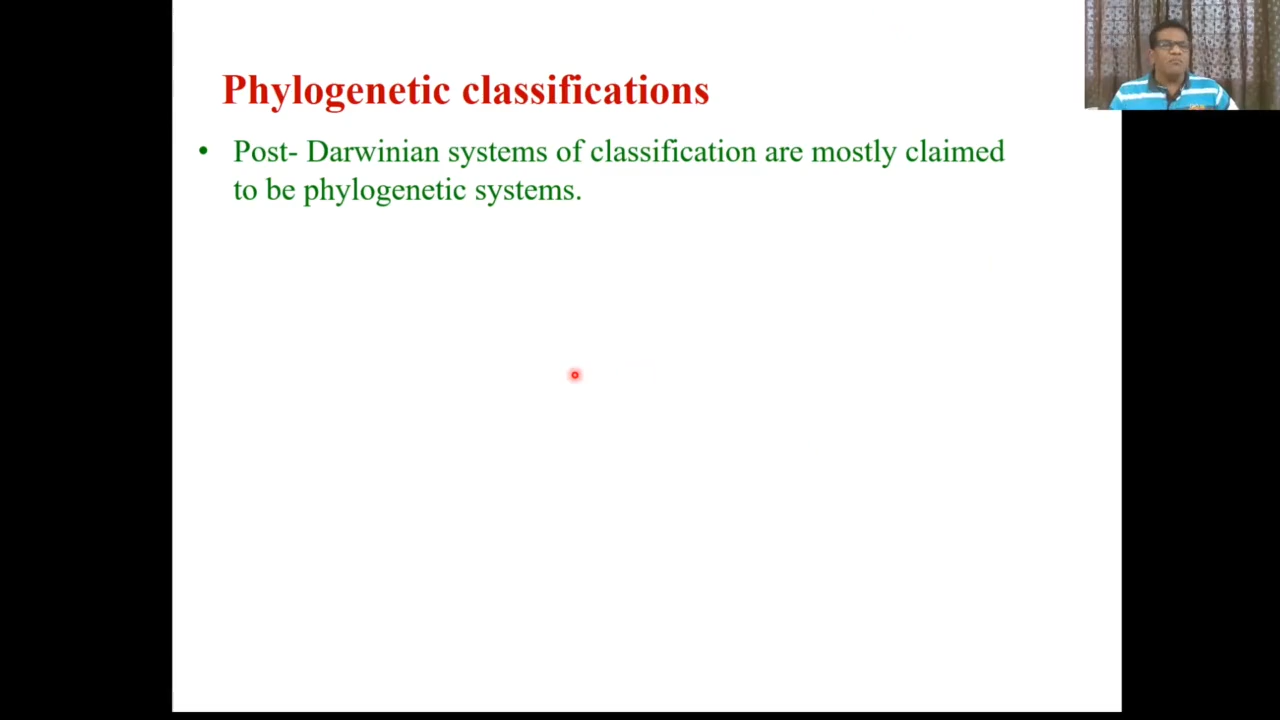 Phylogenetic classifications
• Post- Darwinian systems of classification are mostly claimed
to be phylogenetic systems.